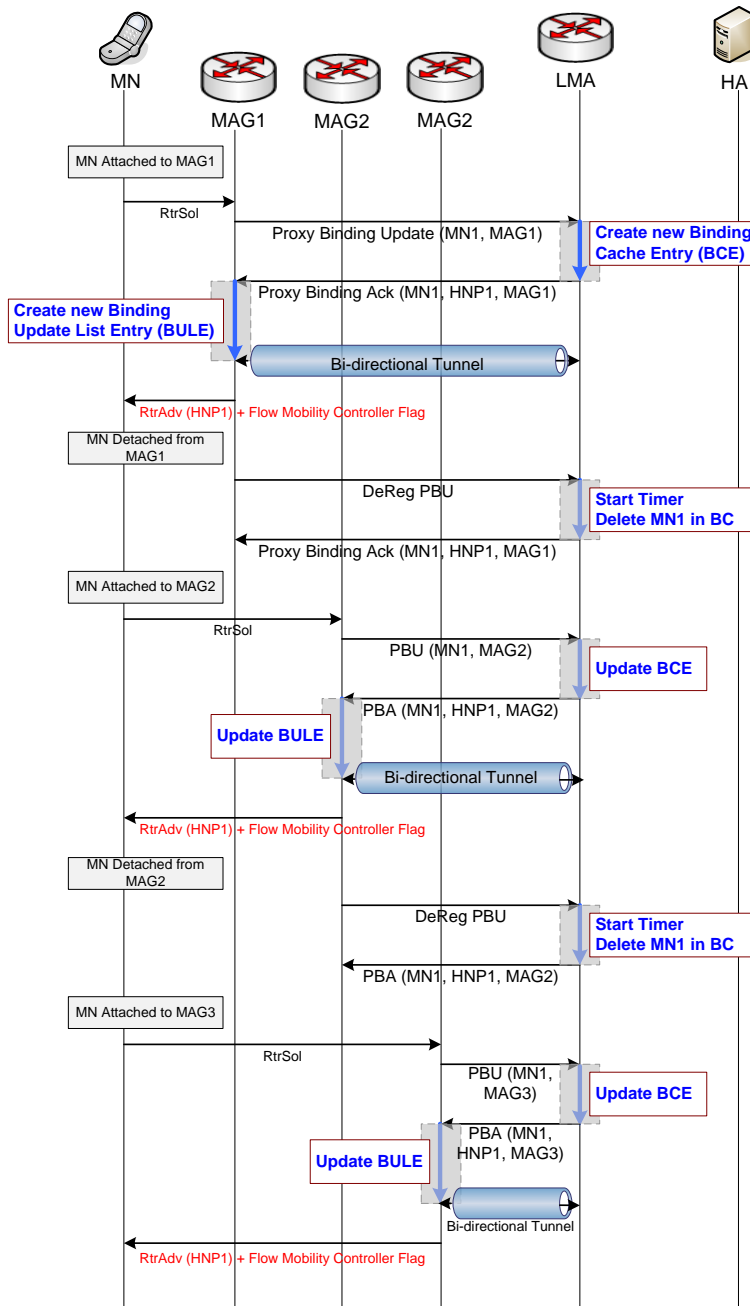 MN
MAG1
MAG2
MAG2
LMA
HA
MN Attached to MAG1
RtrSol
Proxy Binding Update (MN1, MAG1)
Create new Binding
Cache Entry (BCE)
Proxy Binding Ack (MN1, HNP1, MAG1)
Create new Binding
Update List Entry (BULE)
Bi-directional Tunnel
RtrAdv (HNP1) + Flow Mobility Controller Flag
MN Detached from
MAG1
DeReg PBU
Start Timer
Delete MN1 in BC
Proxy Binding Ack (MN1, HNP1, MAG1)
MN Attached to MAG2
RtrSol
PBU (MN1, MAG2)
Update BCE
PBA (MN1, HNP1, MAG2)
Update BULE
Bi-directional Tunnel
RtrAdv (HNP1) + Flow Mobility Controller Flag
MN Detached from
MAG2
DeReg PBU
Start Timer
Delete MN1 in BC
PBA (MN1, HNP1, MAG2)
MN Attached to MAG3
RtrSol
PBU (MN1,
MAG3)
Update BCE
PBA (MN1,
HNP1, MAG3)
Update BULE
Bi-directional Tunnel
RtrAdv (HNP1) + Flow Mobility Controller Flag